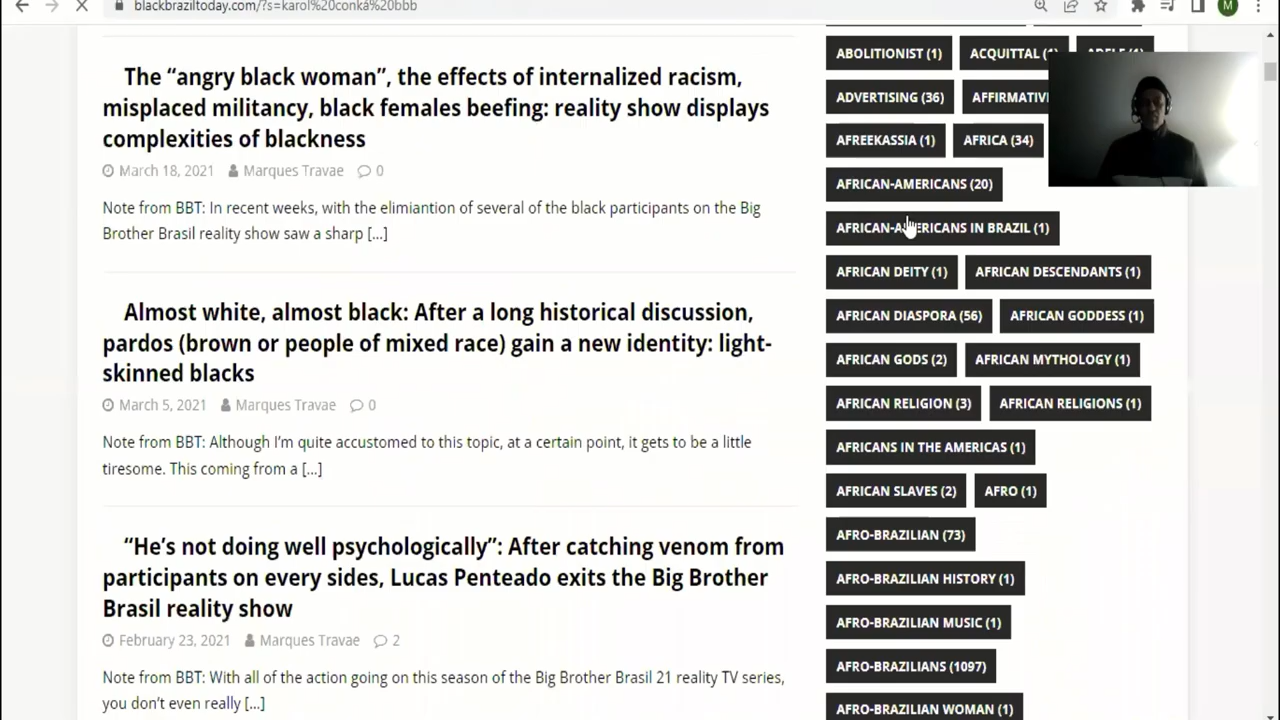 blackbraziltoday.com/?s=karol%20conká%20bbb
M
The “angry black woman”, the effects of internalized racism,
misplaced militancy, black females beefing: reality show displays
complexities of blackness
March 18, 2021 Marques Travae 0
Note from BBT: In recent weeks, with the elimiantion of several of the black participants on the Big
Brother Brasil reality show saw a sharp [...]
Almost white, almost black: After a long historical discussion,
pardos (brown or people of mixed race) gain a new identity: light-
skinned blacks
March 5, 2021 Marques Travae 0
Note from BBT: Although I’m quite accustomed to this topic, at a certain point, it gets to be a little
tiresome. This coming from a [...]
“He’s not doing well psychologically”: After catching venom from
participants on every sides, Lucas Penteado exits the Big Brother
Brasil reality show
February 23, 2021 Marques Travae 2
Note from BBT: With all of the action going on this season of the Big Brother Brasil 21 reality TV series,
you don’t even really [...]
ABOLITIONIST (1) ACQUITTAL
ADVERTISING (36)
AFREEKASSIA (1) AFRICA (34)
AFRICAN-AMERICANS (20)
AFRICAN-AMERICANS IN BRAZIL (1)
AFRICAN DEITY (1) AFRICAN DESCENDANTS (1)
AFRICAN DIASPORA (56) AFRICAN GODDESS (1)
AFRICAN GODS (2) AFRICAN MYTHOLOGY (1)
AFRICAN RELIGION (3) AFRICAN RELIGIONS (1)
AFRICANS IN THE AMERICAS (1)
AFRICAN SLAVES (2) AFRO (1)
AFRO-BRAZILIAN (73)
AFRO-BRAZILIAN HISTORY (1)
AFRO-BRAZILIAN MUSIC (1)
AFRO-BRAZILIANS (1097)
AFRO-BRAZILIAN WOMAN (1)